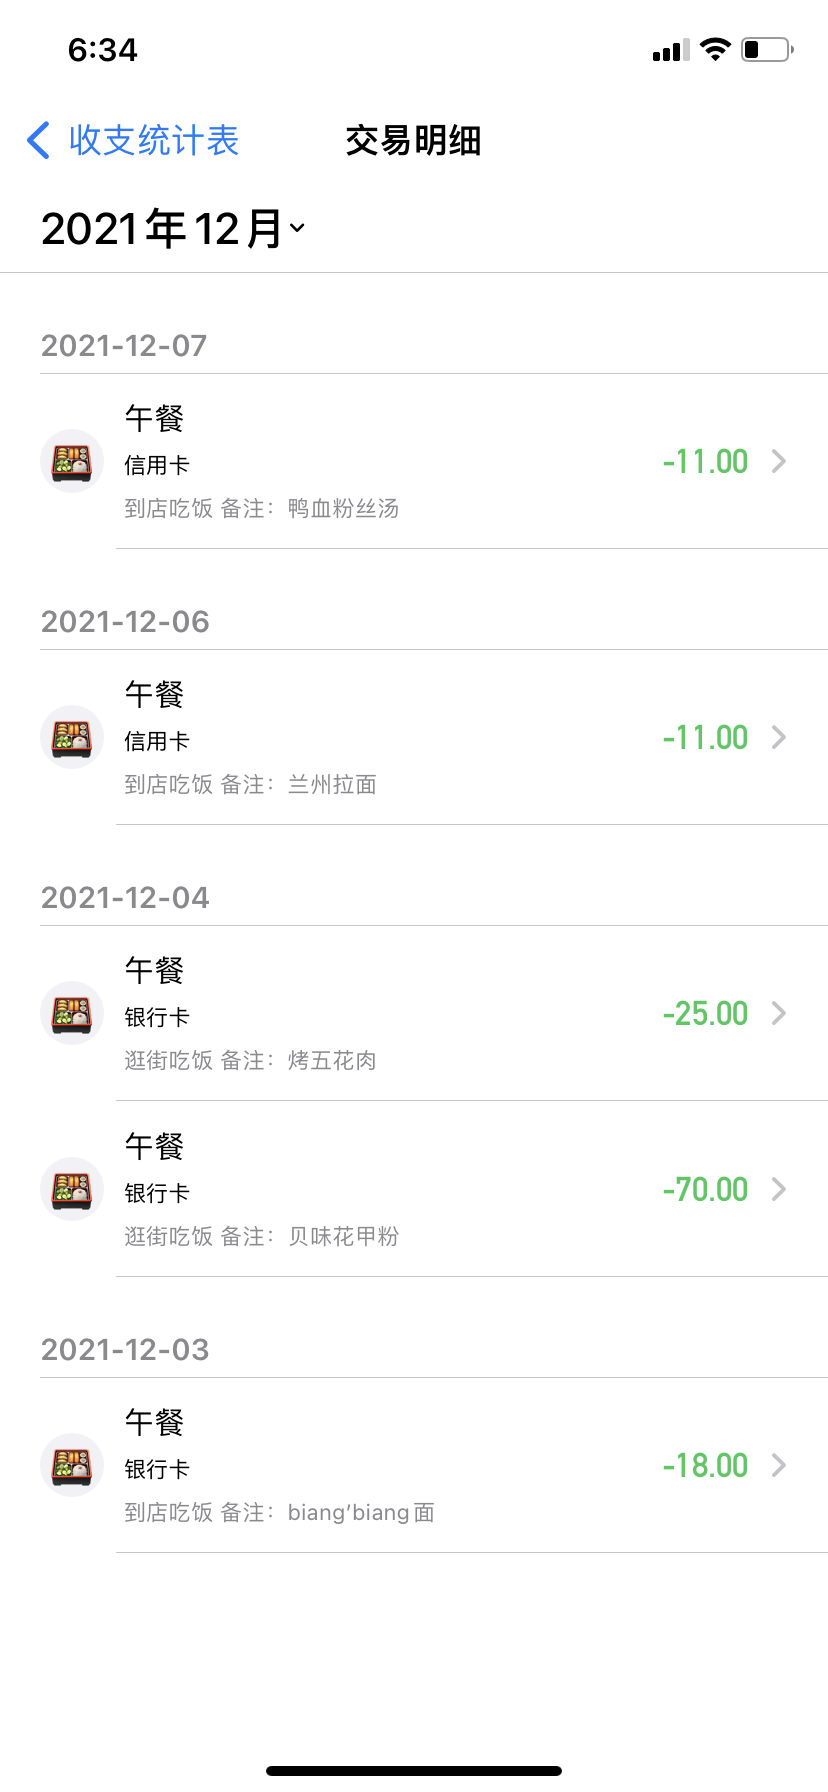 6:34
收支统计表
交易明细
2021年12月
2021-12-07
午餐
信用卡
-11.00
到店吃饭 备注：鸭血粉丝汤
2021-12-06
午餐
信用卡
-11.00
到店吃饭 备注：兰州拉面
2021-12-04
午餐
银行卡
-25.00
逛街吃饭 备注：烤五花肉
午餐
银行卡
-70.00
逛街吃饭 备注：贝味花甲粉
2021-12-03
午餐
银行卡
-18.00
到店吃饭 备注：biang’biang面